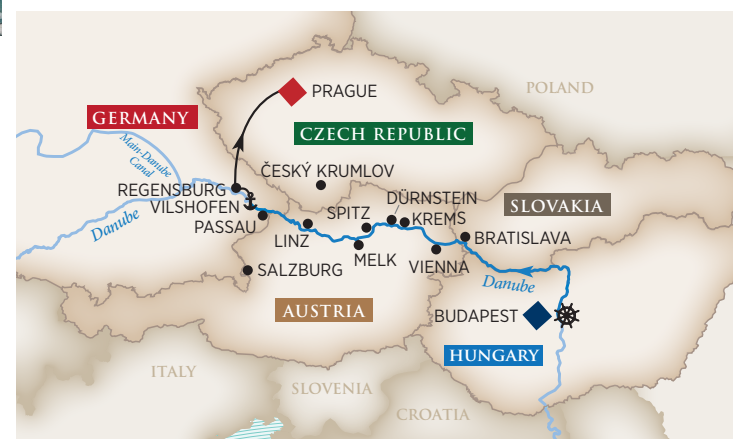 POLAND
PRAGUE
GERMANY
CZECH REPUBLIC
Main-Danube
Canal
ČESKÝ KRUMLOV
REGENSBURG
VILSHOFEN
PASSAU
DÜRNSTEIN
SPITZ
KREMS
SLOVAKIA
Danube
LINZ
MELK
VIENNA
BRATISLAVA
SALZBURG
Danube
AUSTRIA
BUDAPEST
HUNGARY
ITALY
SLOVENIA
CROATIA